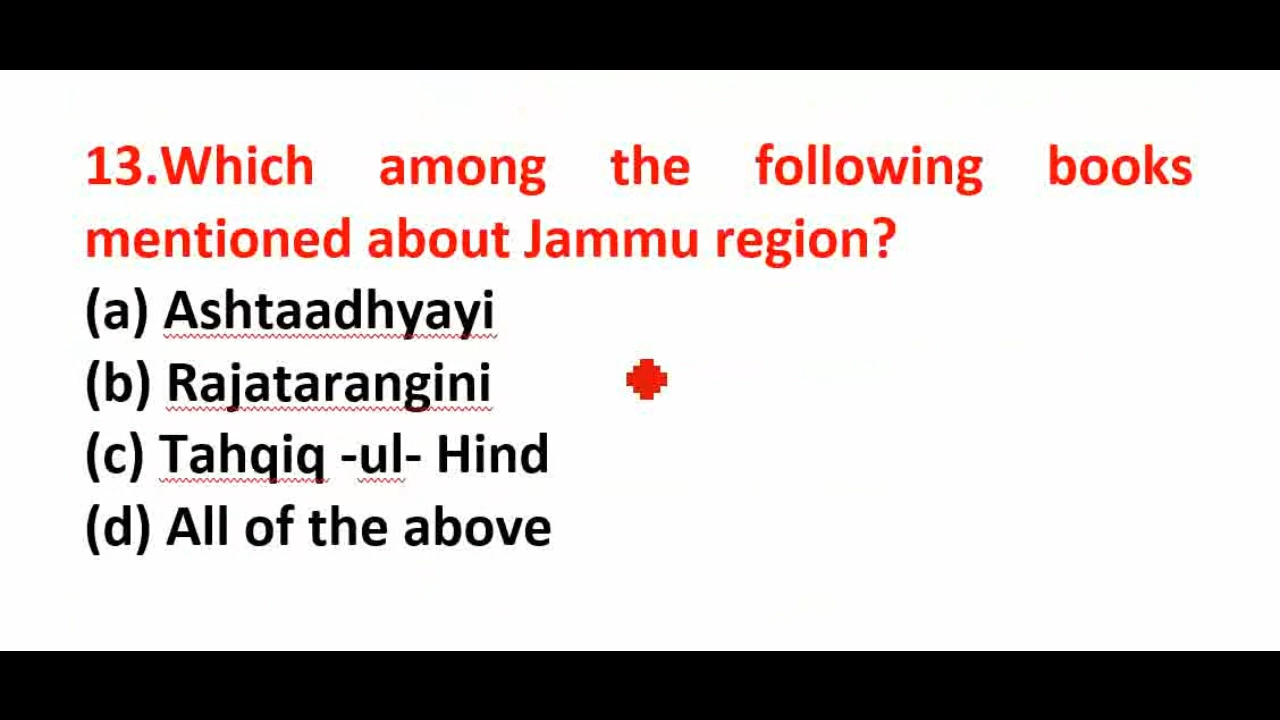 13.Which among the following books
mentioned about Jammu region?
(a) Ashtaadhyayi
(b) Rajatarangini
(c) Tahqiq -ul- Hind
(d) All of the above